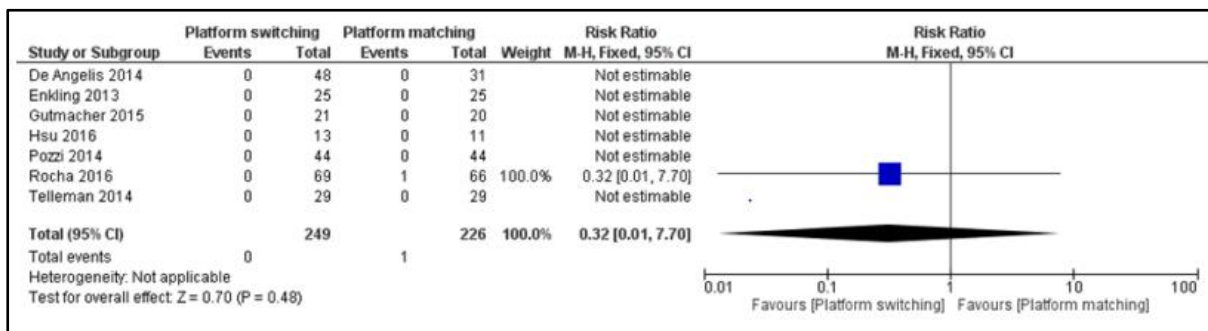 Platform switching Platform matching Risk Ratio Risk Ratio
Study or Subgroup Events Total Events Total Weight M-H, Fixed, 95% CI M-H, Fixed, 95% CI
De Angelis 2014 0 48 0 31 Not estimable
Enkling 2013 0 25 0 25 Not estimable
Gutmacher 2015 0 21 0 20 Not estimable
Hsu 2016 0 13 0 11 Not estimable
Pozzi 2014 0 44 0 44 Not estimable
Rocha 2016 0 69 1 66 100.0% 0.32 [0.01, 7.70]
Telleman 2014 0 29 0 29 Not estimable
Total (95% CI) 249 226 100.0% 0.32 [0.01, 7.70]
Total events 0 1
Heterogeneity: Not applicable
Test for overall effect: Z = 0.70 (P = 0.48)
0.01 0.1 1 10 100
Favours [Platform switching] Favours [Platform matching]